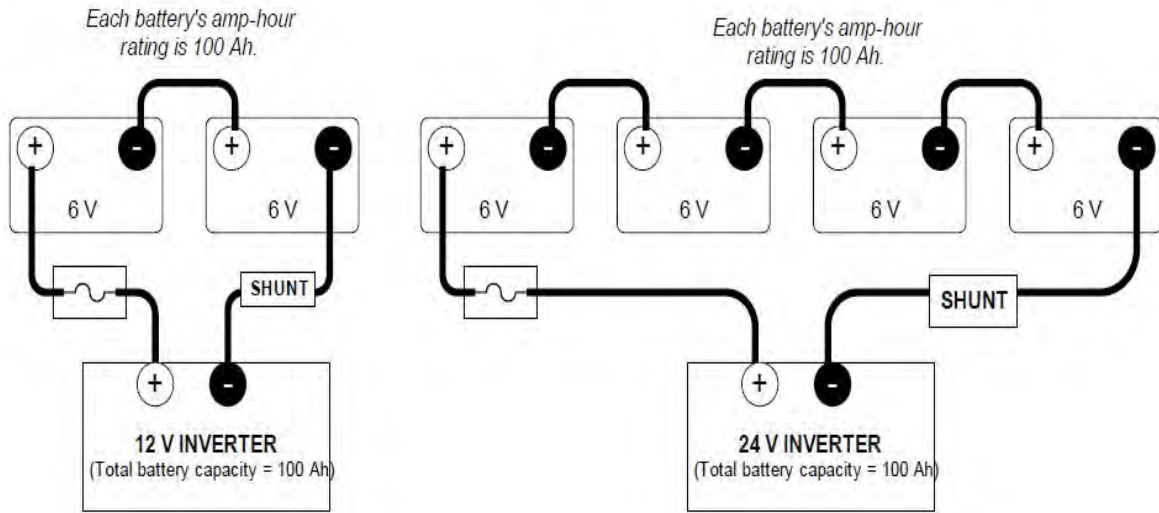 Each battery's amp-hour
rating is 100 Ah.
+
-
+
-
6 V
6 V
SHUNT
+
-
12 V INVERTER
(Total battery capacity = 100 Ah)
Each battery's amp-hour
rating is 100 Ah.
+
-
+
-
+
-
+
-
6 V
6 V
6 V
6 V
SHUNT
+
-
24 V INVERTER
(Total battery capacity = 100 Ah)